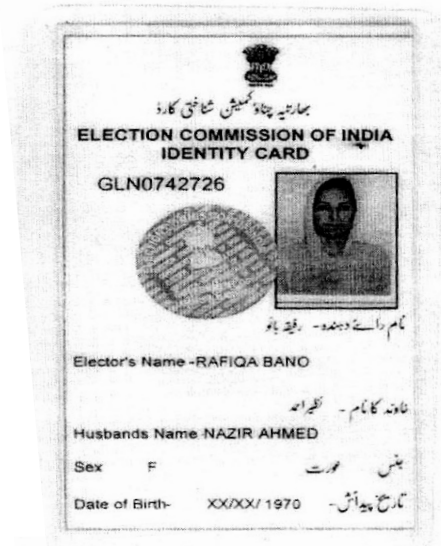 بھارتیہ چناؤ کمیشن شناختی کارڈ
ELECTION COMMISSION OF INDIA
IDENTITY CARD
GLN0742726
نام رائے دہندہ - رفیقہ بانو
Elector's Name -RAFIQA BANO
خاوند کا نام - نظیر احمد
Husbands Name-NAZIR AHMED
Sex F جنس عورت
Date of Birth- XX/XX/ 1970 تاریخ پیدائش-